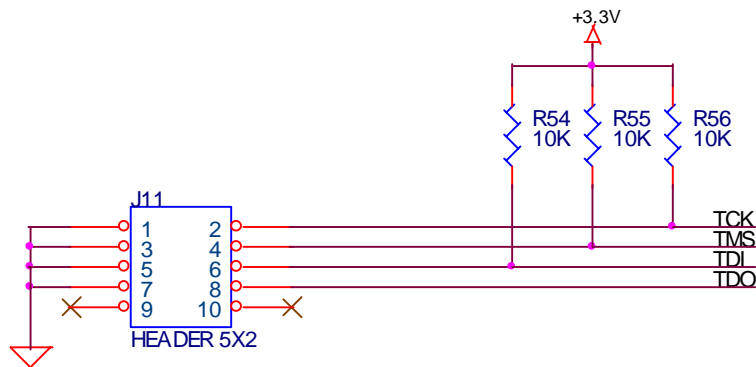 +3.3V
R54
10K
R55
10K
R56
10K
J11
1 2 TCK
3 4 TMS
5 6 TDI
7 8 TDO
9 10
HEADER 5X2